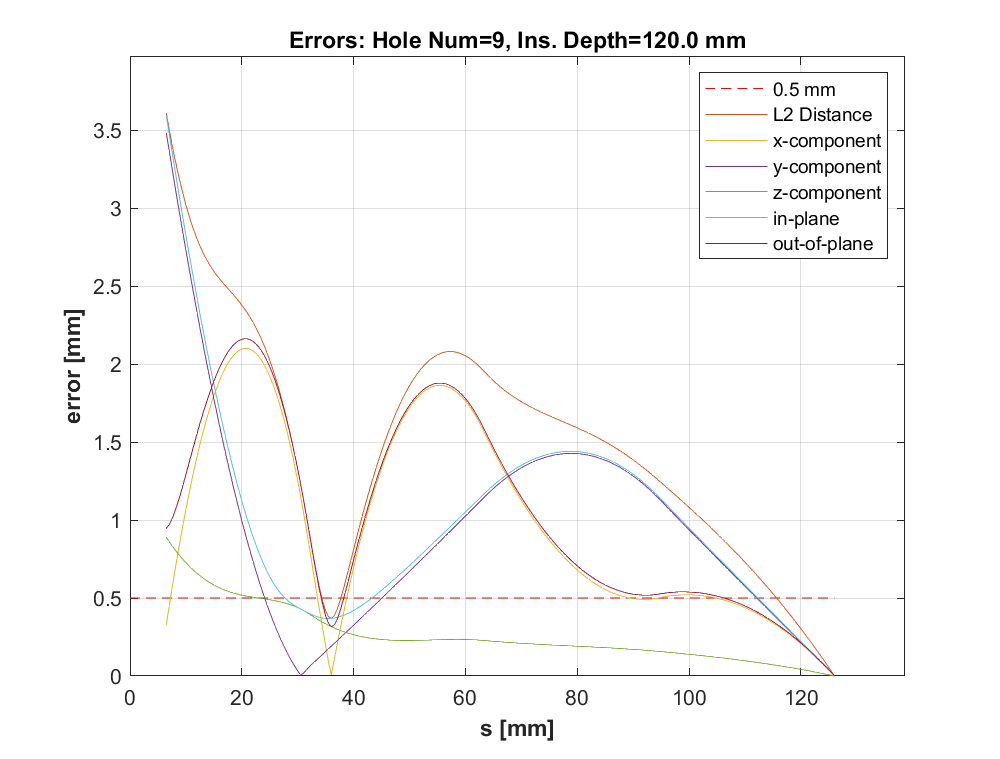 Errors: Hole Num=9, Ins. Depth=120.0 mm
0.5 mm
L2 Distance
x-component
y-component
z-component
in-plane
out-of-plane
3.5
3
2.5
2
1.5
1
0.5
0
error [mm]
0 20 40 60 80 100 120
s [mm]